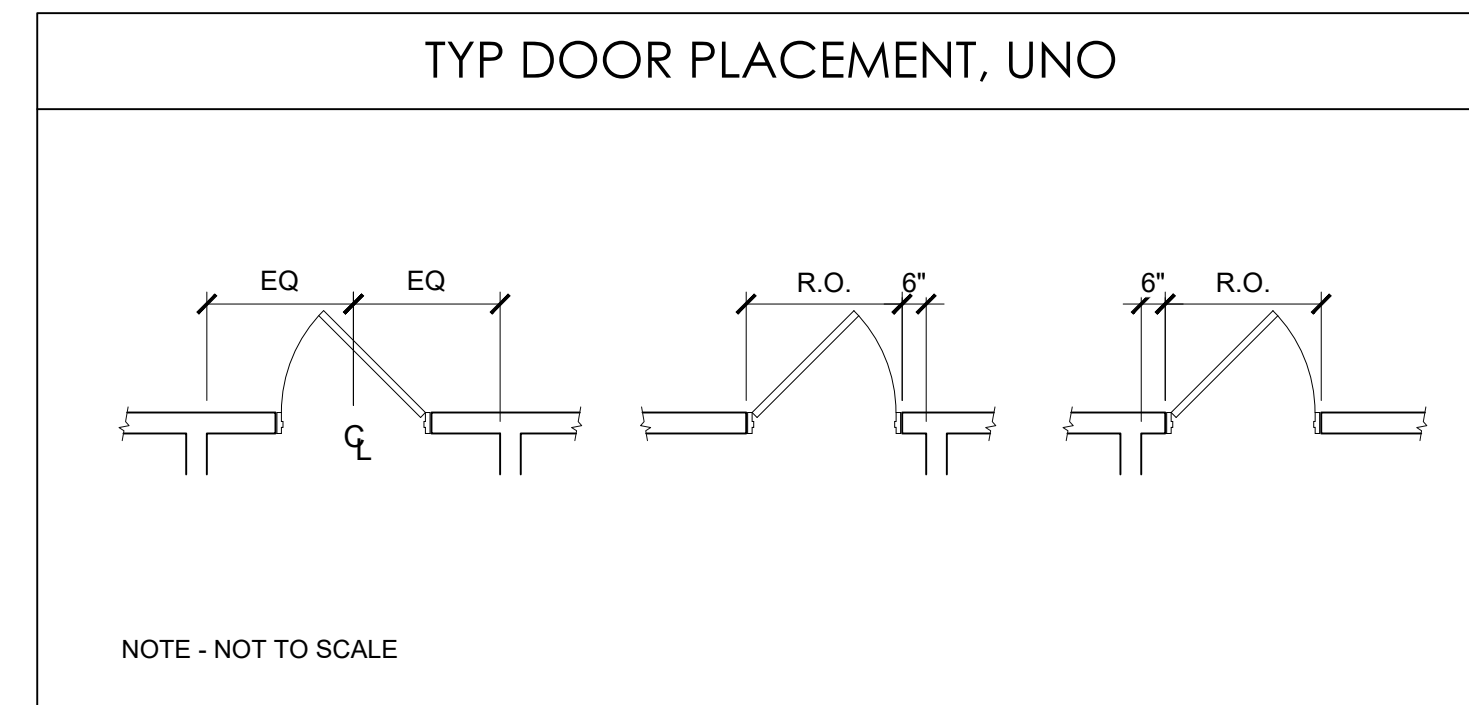 TYP DOOR PLACEMENT, UNO
EQ EQ R.O. 6" 6" R.O.
CL
NOTE - NOT TO SCALE